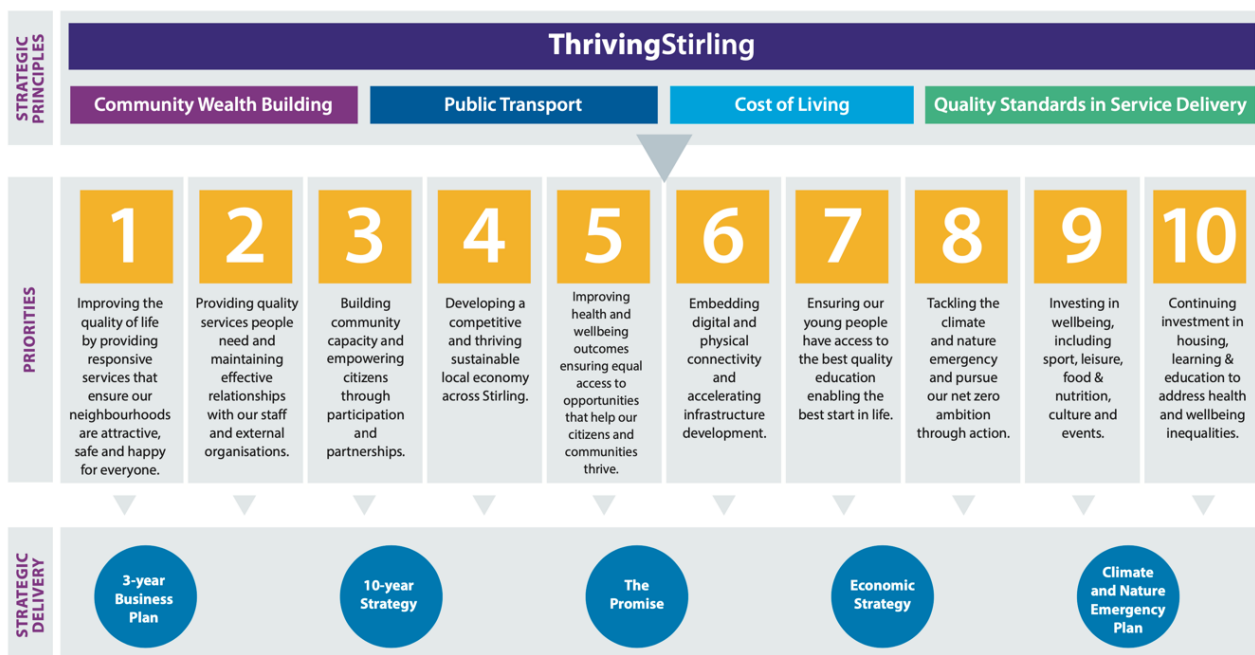 STRATEGIC
PRINCIPLES
ThrivingStirling
Community Wealth Building
Public Transport
Cost of Living
Quality Standards in Service Delivery
PRIORITIES
1
Improving the
quality of life
by providing
responsive
services that
ensure our
neighbourhoods
are attractive,
safe and happy
for everyone.
2
Providing quality
services people
need and
maintaining
effective
relationships
with our staff
and external
organisations.
3
Building
community
capacity and
empowering
citizens
through
participation
and
partnerships.
4
Developing a
competitive
and thriving
sustainable
local economy
across Stirling.
5
Improving
health and
wellbeing
outcomes
ensuring equal
access to
opportunities
that help our
citizens and
communities
thrive.
6
Embedding
digital and
physical
connectivity
and
accelerating
infrastructure
development.
7
Ensuring our
young people
have access to
the best quality
education
enabling the
best start in life.
8
Tackling the
climate
and nature
emergency
and pursue
our net zero
ambition
through action.
9
Investing in
wellbeing,
including
sport, leisure,
food &
nutrition,
culture and
events.
10
Continuing
investment in
housing,
learning &
education to
address health
and wellbeing
inequalities.
STRATEGIC
DELIVERY
3-year
Business
Plan
10-year
Strategy
The
Promise
Economic
Strategy
Climate
and Nature
Emergency
Plan